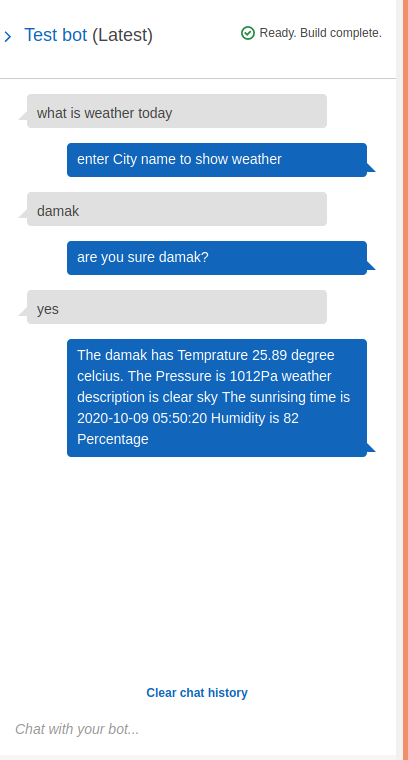 Test bot (Latest)
Ready. Build complete.
what is weather today
enter City name to show weather
damak
are you sure damak?
yes
The damak has Temprature 25.89 degree
celcius. The Pressure is 1012Pa weather
description is clear sky The sunrising time is
2020-10-09 05:50:20 Humidity is 82
Percentage
Clear chat history
Chat with your bot...